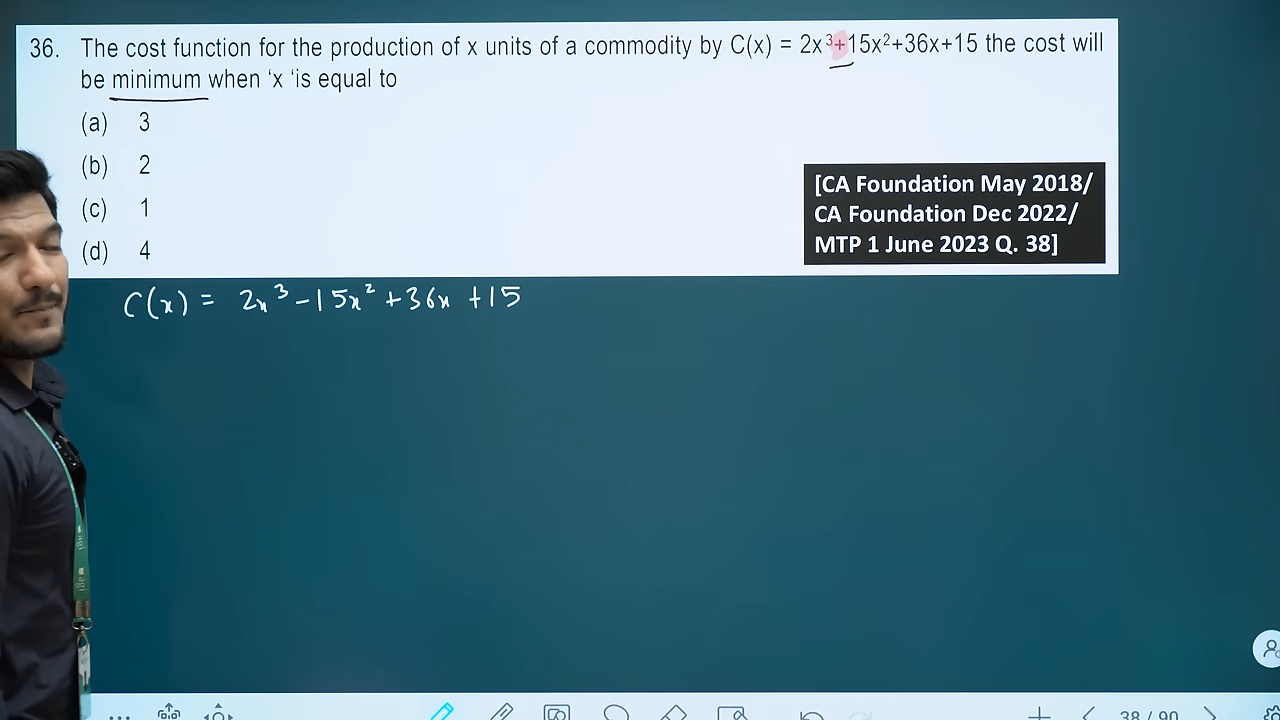 36. The cost function for the production of x units of a commodity by C(x) = 2x³+15x²+36x+15 the cost will
be minimum when ‘x ‘is equal to
(a) 3
(b) 2
(c) 1
(d) 4
[CA Foundation May 2018/
CA Foundation Dec 2022/
MTP 1 June 2023 Q. 38]
C(x) = 2x³ -15x² +36x +15
38 / 90